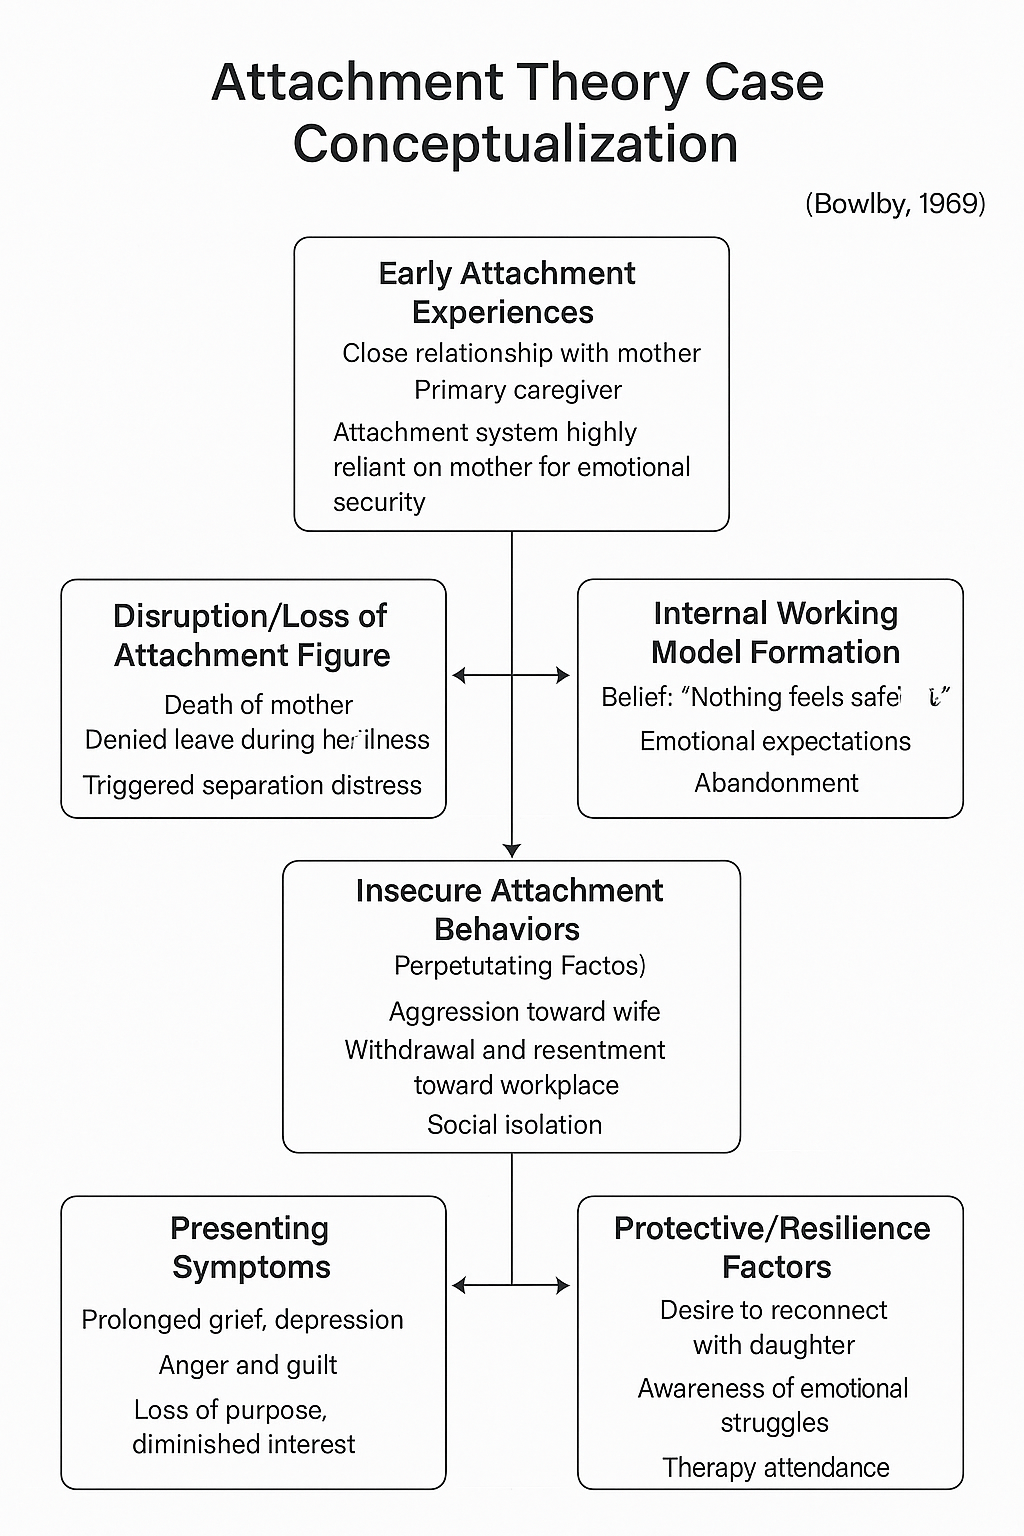 Attachment Theory Case
Conceptualization
(Bowlby, 1969)
Early Attachment
Experiences
Close relationship with mother
Primary caregiver
Attachment system highly
reliant on mother for emotional
security
Disruption/Loss of
Attachment Figure
Death of mother
Denied leave during her ilness
Triggered separation distress
Internal Working
Model Formation
Belief: “Nothing feels safe
Emotional expectations
Abandonment
Insecure Attachment
Behaviors
Perpetutating Factos)
Aggression toward wife
Withdrawal and resentment
toward workplace
Social isolation
Presenting
Symptoms
Prolonged grief, depression
Anger and guilt
Loss of purpose,
diminished interest
Protective/Resilience
Factors
Desire to reconnect
with daughter
Awareness of emotional
struggles
Therapy attendance